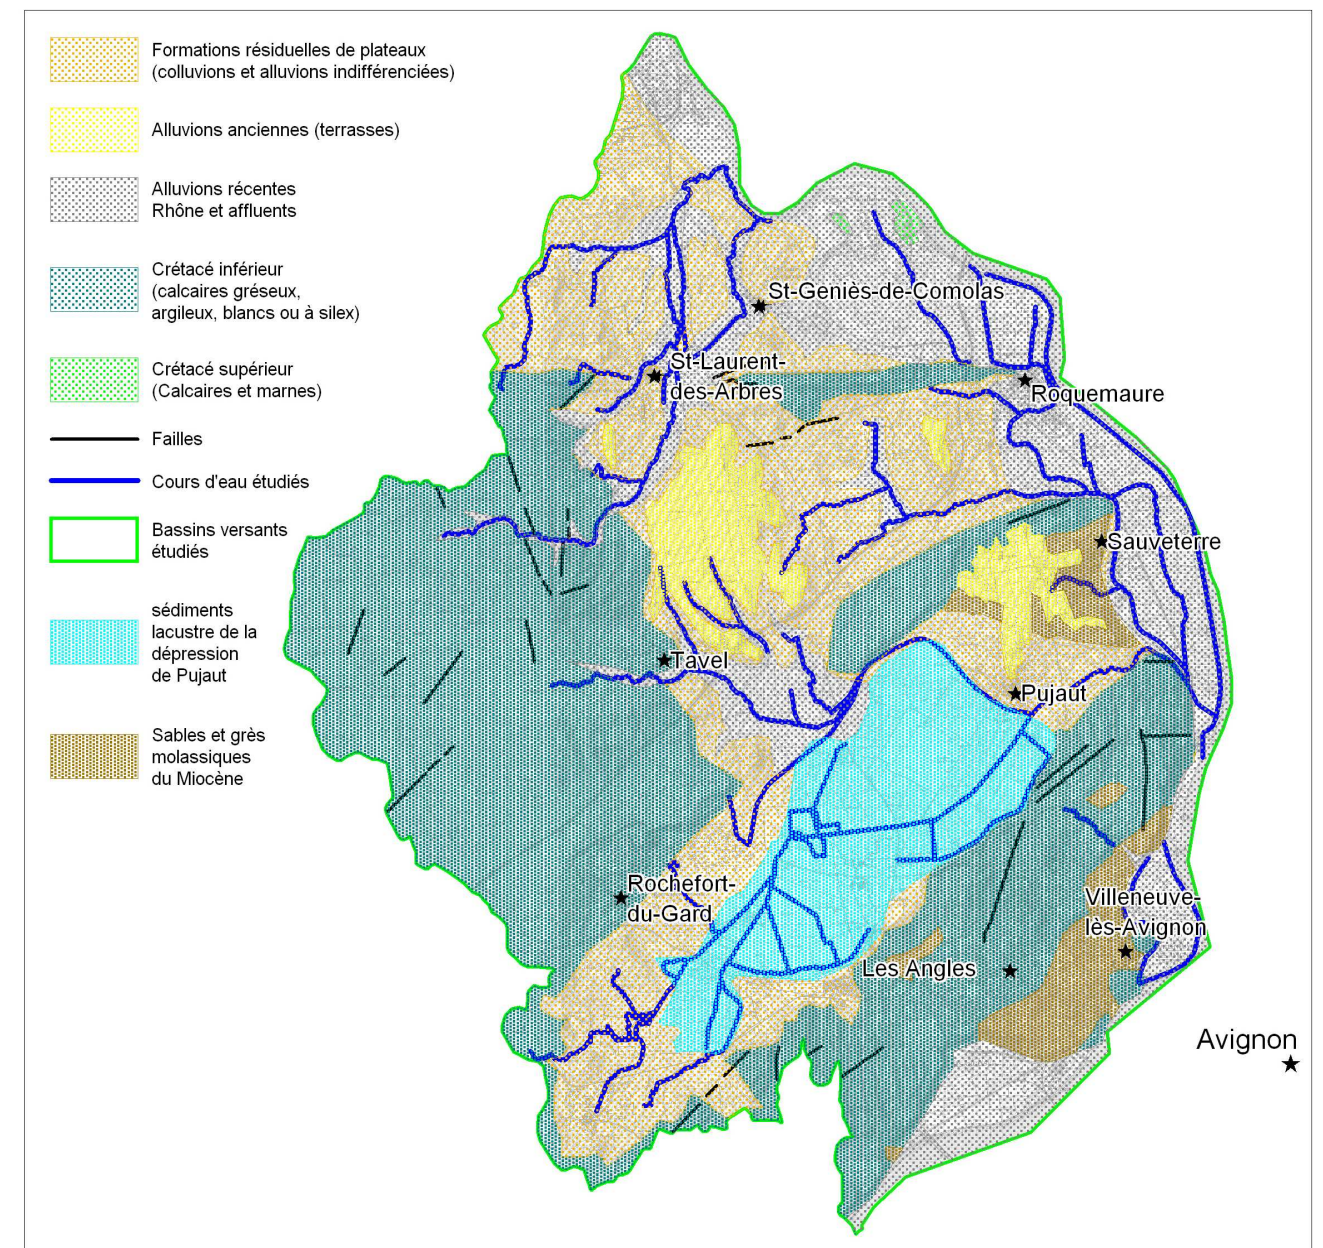 Formations résiduelles de plateaux
(colluvions et alluvions indifférenciées)
Alluvions anciennes (terrasses)
Alluvions récentes
Rhône et affluents
Crétacé inférieur
(calcaires gréseux,
argileux, blancs ou à silex)
Crétacé supérieur
(Calcaires et marnes)
Failles
Cours d'eau étudiés
Bassins versants
étudiés
sédiments
lacustre de la
dépression
de Pujaut
Sables et grès
molassiques
du Miocène
St-Geniès-de-Comolas
St-Laurent-
des-Arbres
Roquemaure
Sauveterre
Tavel
Pujaut
Rochefort-
du-Gard
Villeneuve-
lès-Avignon
Les Angles
Avignon